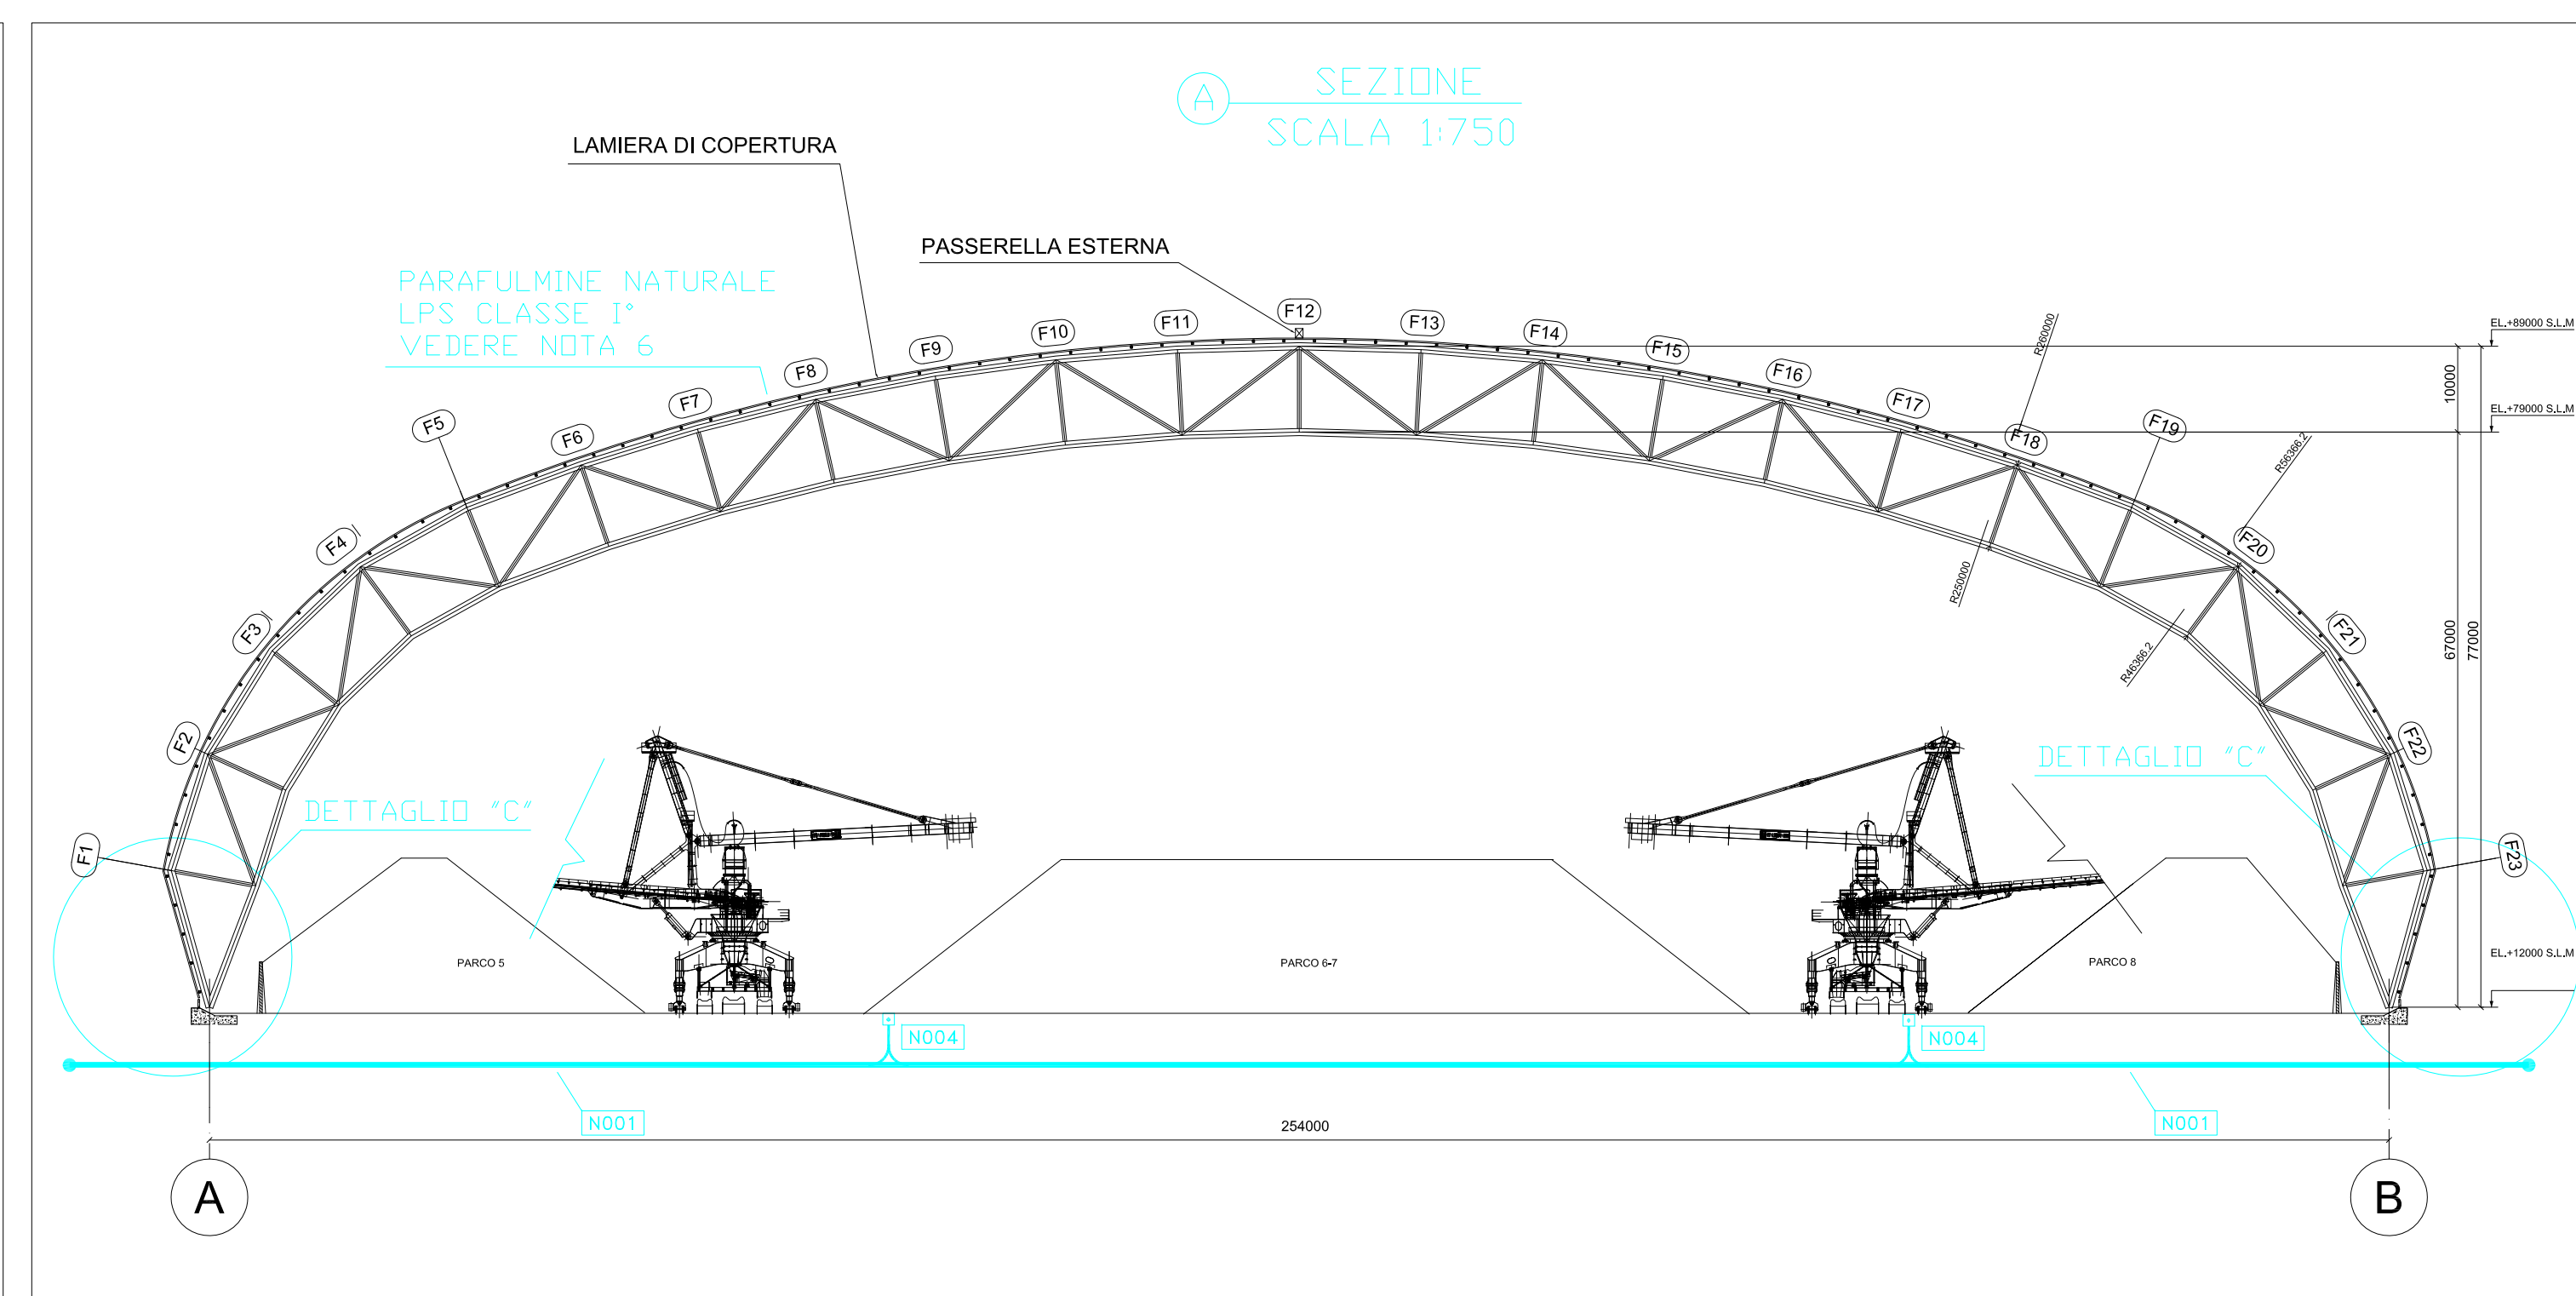 A
SEZIONE
SCALA 1:750
LAMIERA DI COPERTURA
PASSERELLA ESTERNA
PARAFULMINE NATURALE
LPS CLASSE I°
VEDERE NOTA 6
F1
F2
F3
F4
F5
F6
F7
F8
F9
F10
F11
F12
F13
F14
F15
F16
F17
F18
F19
F20
F21
F22
F23
R260000
R56366.2
R250000
R46366.2
EL.+89000 S.L.M
10000
EL.+79000 S.L.M
67000
77000
EL.+12000 S.L.M
DETTAGLIO "C"
DETTAGLIO "C"
PARCO 5
PARCO 6-7
PARCO 8
N004
N004
N001
N001
254000
A
B